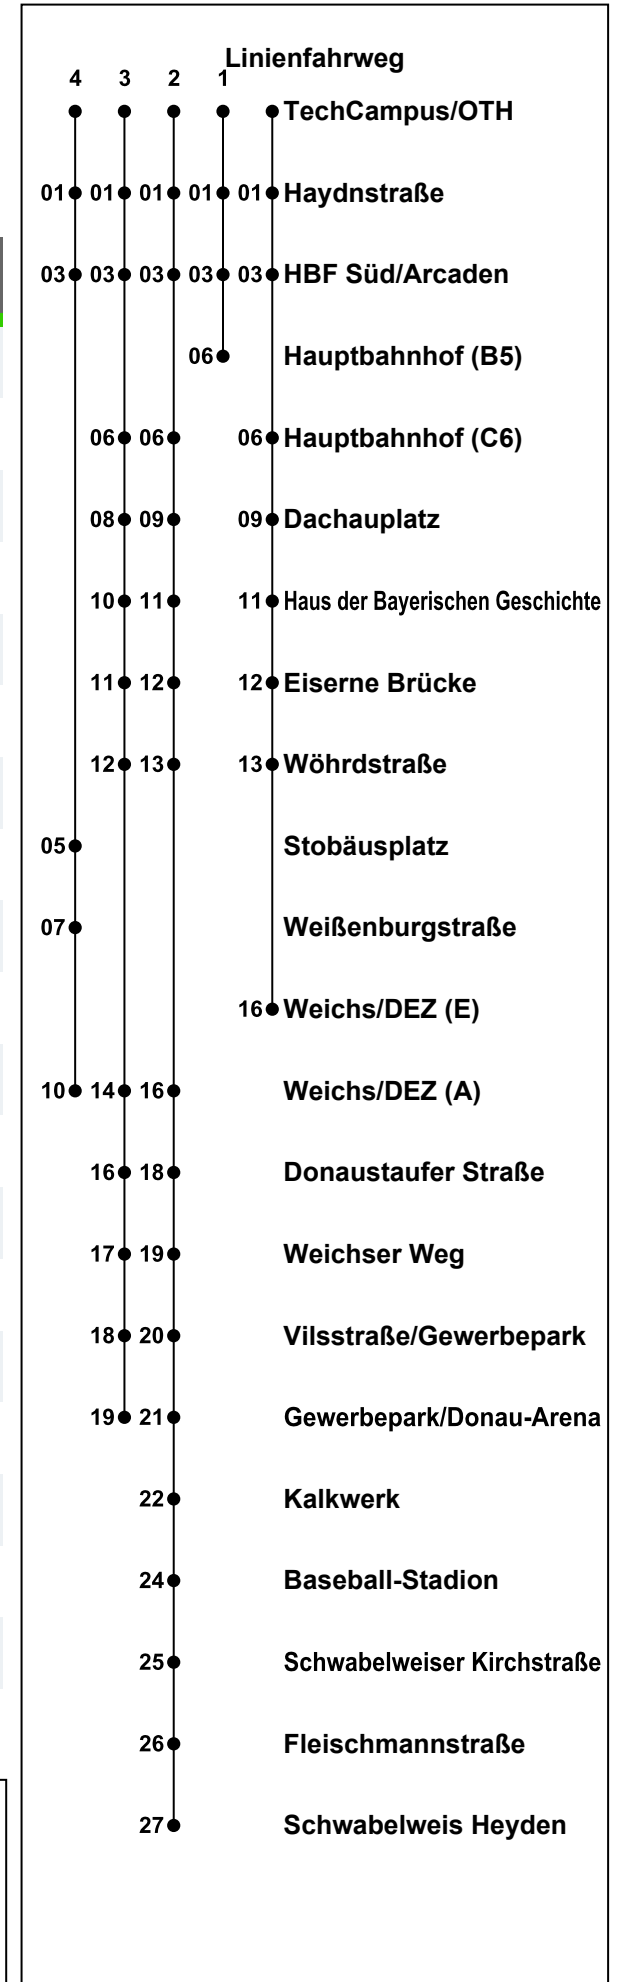 Linienfahrweg
4 3 2 1
TechCampus/OTH
01 01 01 01 01 Haydnstraße
03 03 03 03 03 HBF Süd/Arcaden
06 Hauptbahnhof (B5)
06 06 06 Hauptbahnhof (C6)
08 09 09 Dachauplatz
10 11 11 Haus der Bayerischen Geschichte
11 12 12 Eiserne Brücke
12 13 13 Wöhrdstraße
05 Stobäusplatz
07 Weißenburgstraße
16 Weichs/DEZ (E)
10 14 16 Weichs/DEZ (A)
16 18 Donaustaufer Straße
17 19 Weichser Weg
18 20 Vilsstraße/Gewerbepark
19 21 Gewerbepark/Donau-Arena
22 Kalkwerk
24 Baseball-Stadion
25 Schwabelweiser Kirchstraße
26 Fleischmannstraße
27 Schwabelweis Heyden